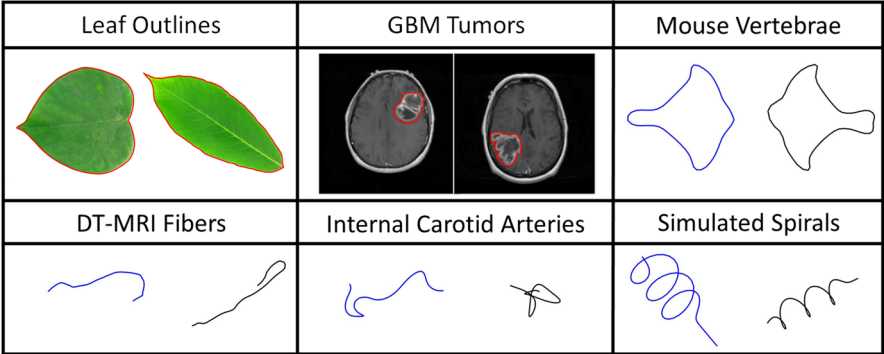 Leaf Outlines
GBM Tumors
Mouse Vertebrae
DT-MRI Fibers
Internal Carotid Arteries
Simulated Spirals